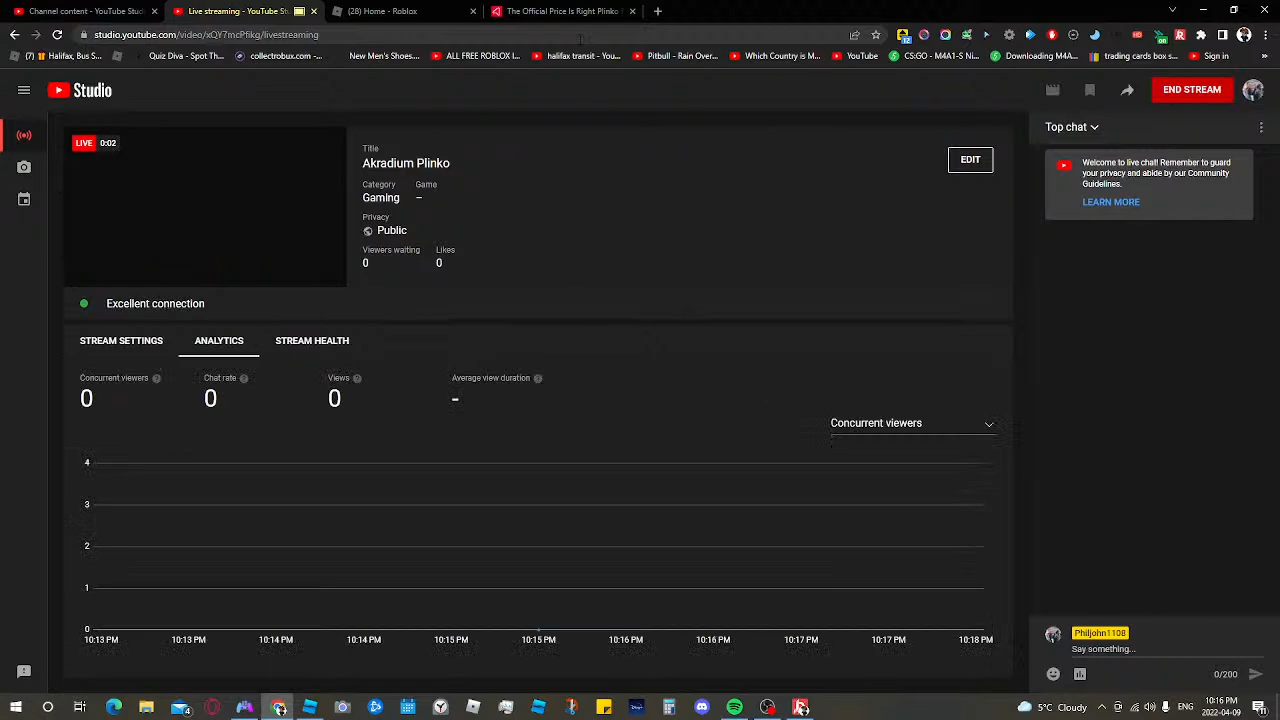 Channel content - YouTube Studi
Live streaming - YouTube St
(28) Home - Roblox
The Official Price Is Right Plinko
studio.youtube.com/video/xQY7mcPfikg/livestreaming
Halifax, Bus S...
Quiz Diva - Spot Th...
collectrobux.com -...
New Men's Shoes...
ALL FREE ROBLOX I...
halifax transit - You...
Pitbull - Rain Over...
Which Country is M...
YouTube
CS:GO - M4A1-S Ni...
Downloading M4A...
trading cards box s...
Sign in
Studio
END STREAM
LIVE 0:02
Title
Akradium Plinko
EDIT
Category Game
Gaming –
Privacy
Public
Viewers waiting Likes
0 0
Excellent connection
STREAM SETTINGS ANALYTICS STREAM HEALTH
Concurrent viewers Chat rate Views Average view duration
0 0 0 -
Concurrent viewers
4
3
2
1
0
10:13 PM 10:13 PM 10:14 PM 10:14 PM 10:15 PM 10:15 PM 10:16 PM 10:16 PM 10:17 PM 10:17 PM 10:18 PM
Top chat
Welcome to live chat! Remember to guard
your privacy and abide by our Community
Guidelines.
LEARN MORE
Philjohn1108
Say something...
0/200
5°C Cloudy
10:16 PM
2022-04-09